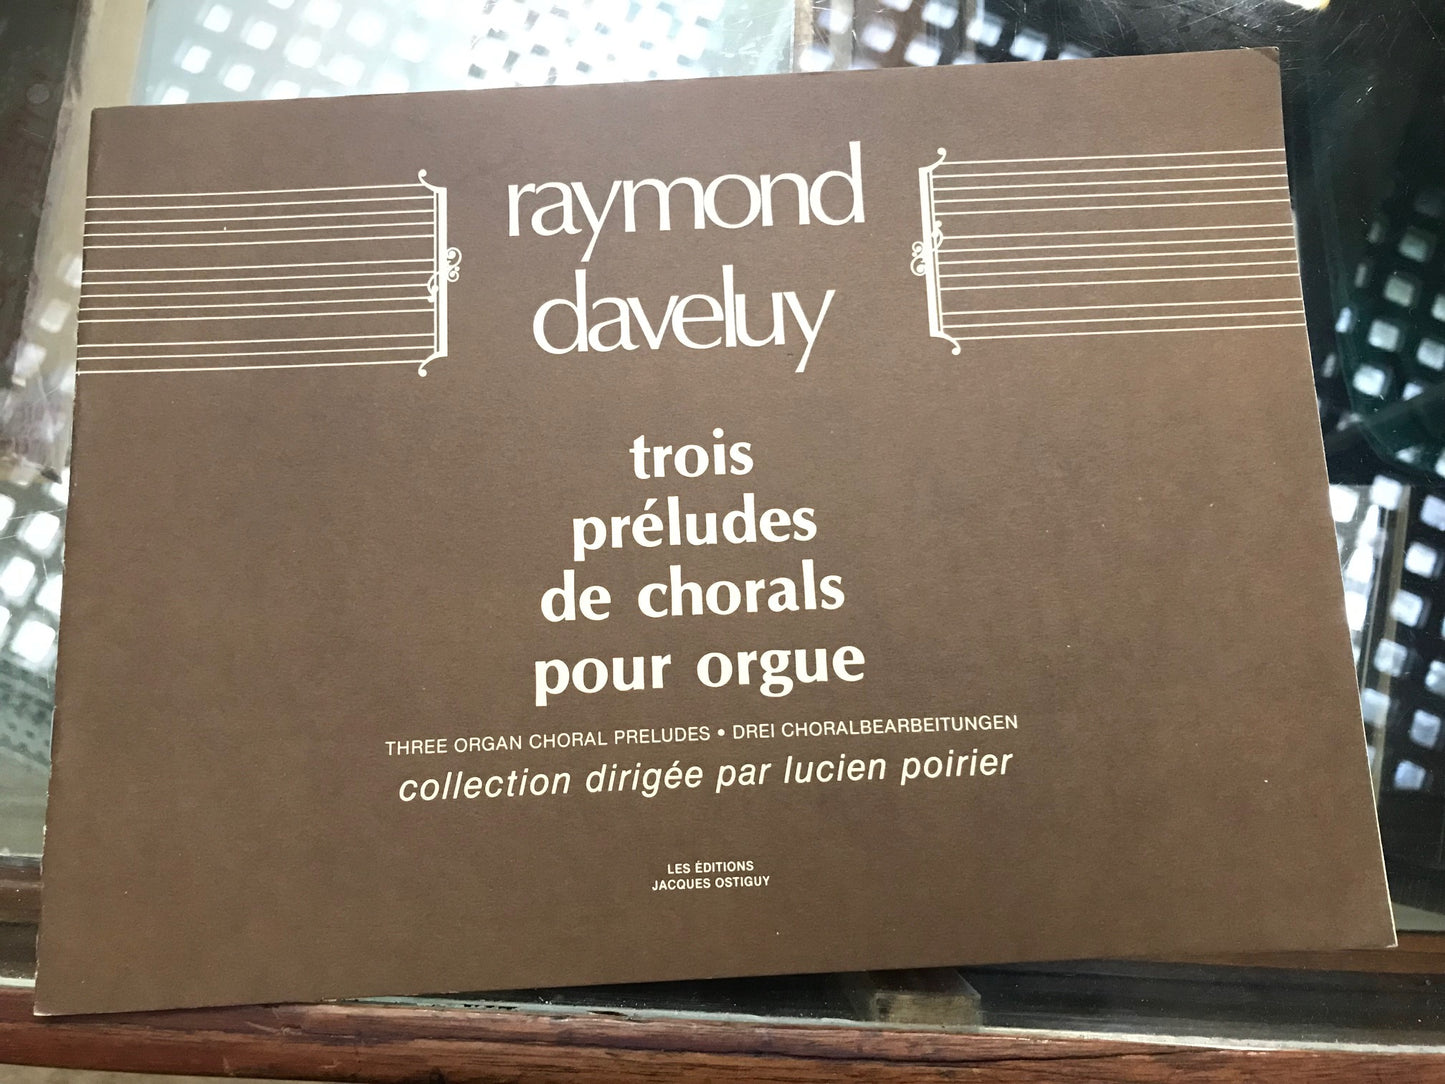 raymond
daveluy
trois
préludes
de chorals
pour orgue
THREE ORGAN CHORAL PRELUDES • DREI CHORALBEARBEITUNGEN
collection dirigée par lucien poirier
LES ÉDITIONS
JACQUES OSTIGUY